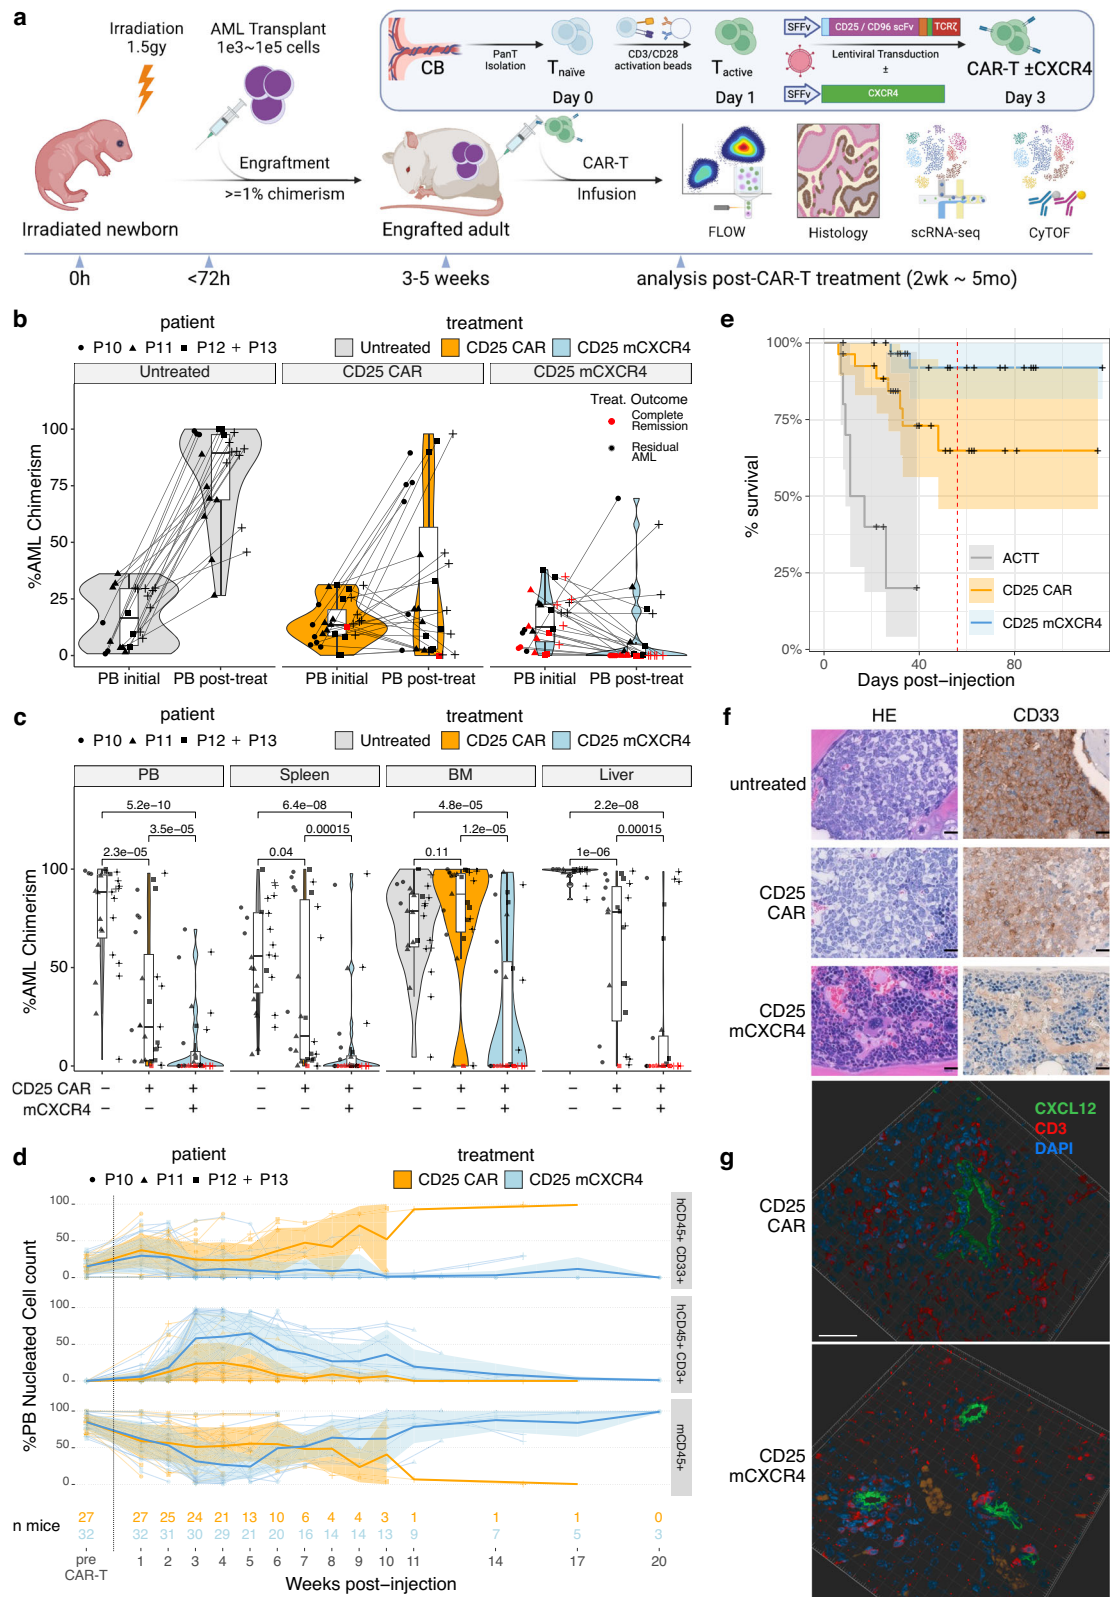 a
Irradiation
1.5gy
AML Transplant
1e3~1e5 cells
CB
PanT
Isolation
Tnaïve
Day 0
CD3/CD28
activation beads
Tactive
Day 1
SFFv
CD25 / CD96 scFv
TCRζ
Lentiviral Transduction
±
SFFv
CXCR4
CAR-T ±CXCR4
Day 3
Engraftment
>=1% chimerism
CAR-T
Infusion
Irradiated newborn
Engrafted adult
FLOW
Histology
scRNA-seq
CyTOF
0h
<72h
3-5 weeks
analysis post-CAR-T treatment (2wk ~ 5mo)
b
patient
P10
P11
P12
P13
treatment
Untreated
CD25 CAR
CD25 mCXCR4
Untreated
CD25 CAR
CD25 mCXCR4
Treat. Outcome
Complete
Remission
Residual
AML
%AML Chimerism
100
75
50
25
0
PB initial
PB post-treat
PB initial
PB post-treat
PB initial
PB post-treat
e
% survival
100%
75%
50%
25%
0%
ACTT
CD25 CAR
CD25 mCXCR4
0
40
80
Days post-injection
c
patient
P10
P11
P12
P13
treatment
Untreated
CD25 CAR
CD25 mCXCR4
PB
Spleen
BM
Liver
5.2e-10
6.4e-08
4.8e-05
2.2e-08
3.5e-05
0.00015
1.2e-05
0.00015
2.3e-05
0.04
0.11
1e-06
%AML Chimerism
100
50
0
CD25 CAR − + + − + + − + + − + +
mCXCR4 − − + − − + − − + − − +
f
HE
CD33
untreated
CD25
CAR
CD25
mCXCR4
d
patient
P10
P11
P12
P13
treatment
CD25 CAR
CD25 mCXCR4
%PB Nucleated Cell count
100
50
0
hCD45+ CD33+
100
50
0
hCD45+ CD3+
100
50
0
mCD45+
n mice
27 27 25 24 21 13 10 6 4 4 3 1 1 1 0
32 32 31 30 29 21 20 16 14 14 13 9 7 5 3
pre
CAR-T
1 2 3 4 5 6 7 8 9 10 11 14 17 20
Weeks post-injection
g
CXCL12
CD3
DAPI
CD25
CAR
CD25
mCXCR4